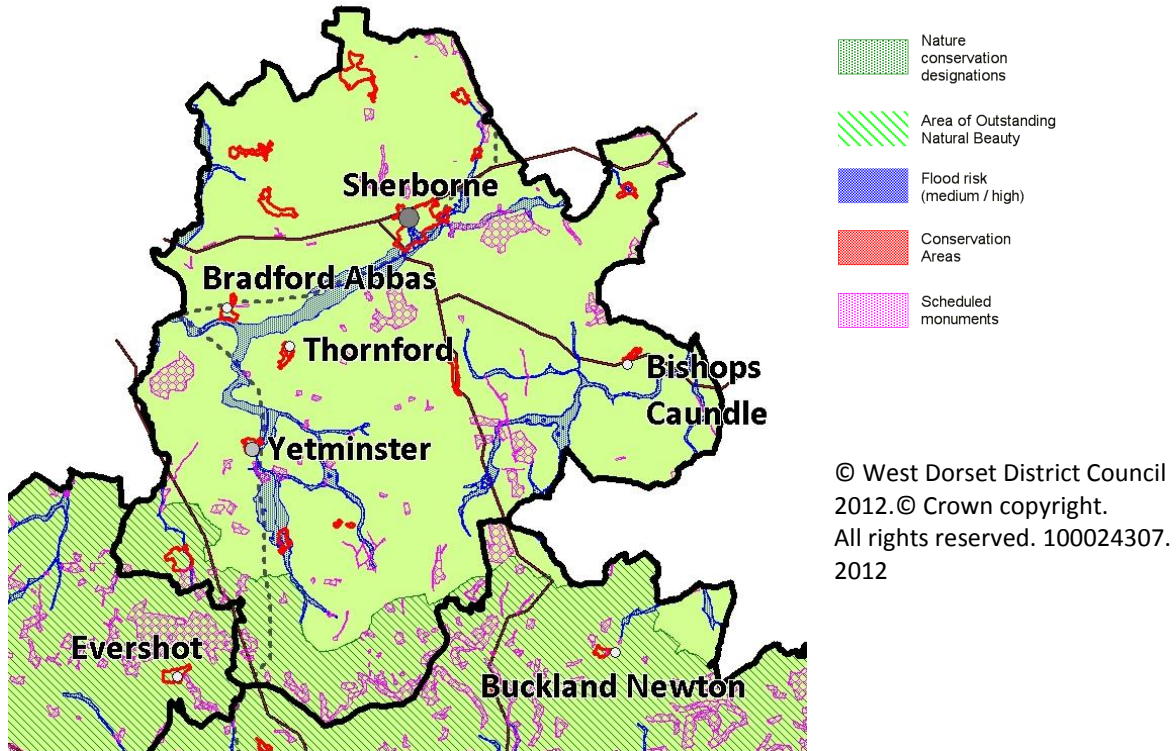 Sherborne
Bradford Abbas
Thornford
Bishops
Caundle
Yetminster
Evershot
Buckland Newton
Nature
conservation
designations
Area of Outstanding
Natural Beauty
Flood risk
(medium / high)
Conservation
Areas
Scheduled
monuments
© West Dorset District Council
2012.© Crown copyright.
All rights reserved. 100024307.
2012